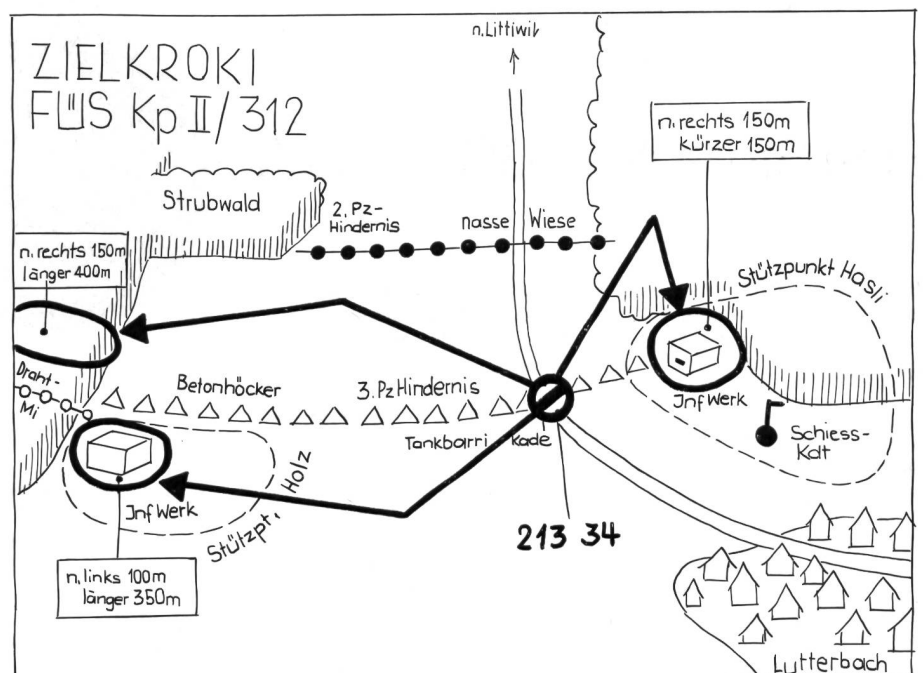 ZIELKROKI
FÜS Kp II/312
n. Littiwil
n. rechts 150m
kürzer 150m
Strubwald
2. Pz-
Hindernis
nasse Wiese
n. rechts 150m
länger 400m
Stützpunkt Hasli
Draht-
Mi
Betonhöcker
3. Pz Hindernis
Jnf Werk
Tankbarri kade
Schiess-
Kdt
Jnf Werk
Stützpt. Holz
213 34
n. links 100m
länger 350m
Lutterbach